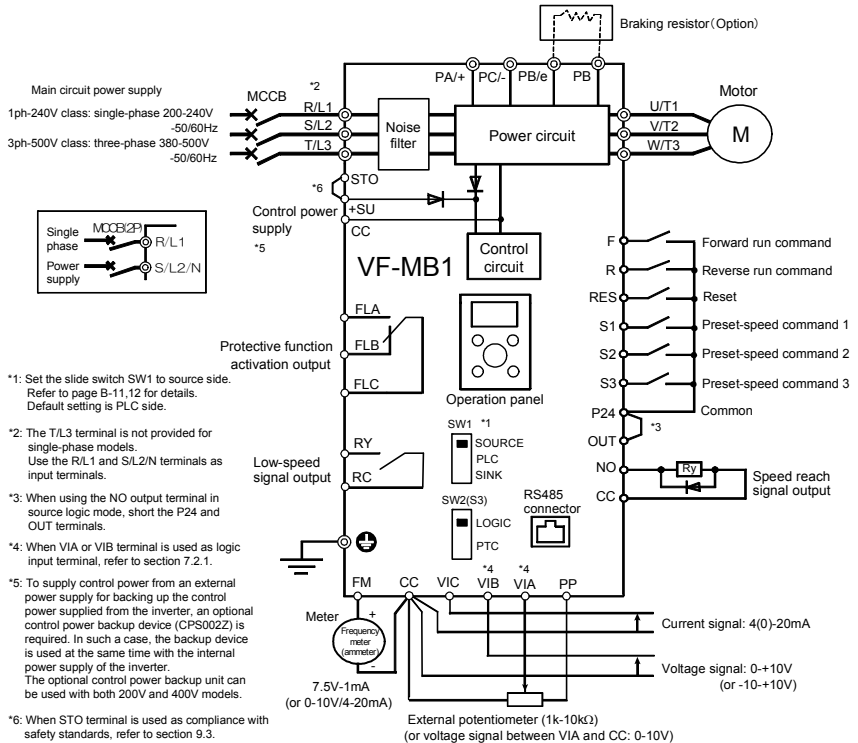 Braking resistor(Option)
PA/+ PC/- PB/e PB
Main circuit power supply
MCCB
*2
Motor
1ph-240V class: single-phase 200-240V
-50/60Hz
3ph-500V class: three-phase 380-500V
-50/60Hz
R/L1
S/L2
T/L3
Noise
filter
Power circuit
U/T1
V/T2
W/T3
M
*6
STO
+SU
CC
Control power
supply
*5
Control
circuit
VF-MB1
Single
phase
Power
supply
MCCB(2P)
R/L1
S/L2/N
F
Forward run command
R
Reverse run command
RES
Reset
S1
Preset-speed command 1
S2
Preset-speed command 2
S3
Preset-speed command 3
P24
Common
OUT
*3
NO
Ry
CC
Speed reach
signal output
FLA
FLB
FLC
Protective function
activation output
Operation panel
SW1 *1
SOURCE
PLC
SINK
RY
RC
Low-speed
signal output
SW2(S3)
LOGIC
PTC
RS485
connector
*1: Set the slide switch SW1 to source side.
Refer to page B-11,12 for details.
Default setting is PLC side.
*2: The T/L3 terminal is not provided for
single-phase models.
Use the R/L1 and S/L2/N terminals as
input terminals.
*3: When using the NO output terminal in
source logic mode, short the P24 and
OUT terminals.
*4: When VIA or VIB terminal is used as logic
input terminal, refer to section 7.2.1.
*5: To supply control power from an external
power supply for backing up the control
power supplied from the inverter, an optional
control power backup device (CPS002Z) is
required. In such a case, the backup device
is used at the same time with the internal
power supply of the inverter.
The optional control power backup unit can
be used with both 200V and 400V models.
*6: When STO terminal is used as compliance with
safety standards, refer to section 9.3.
*4 *4
FM CC VIC VIB VIA PP
Meter
+
Frequency
meter
(ammeter)
-
7.5V-1mA
(or 0-10V/4-20mA)
Current signal: 4(0)-20mA
Voltage signal: 0-+10V
(or -10-+10V)
External potentiometer (1k-10kΩ)
(or voltage signal between VIA and CC: 0-10V)